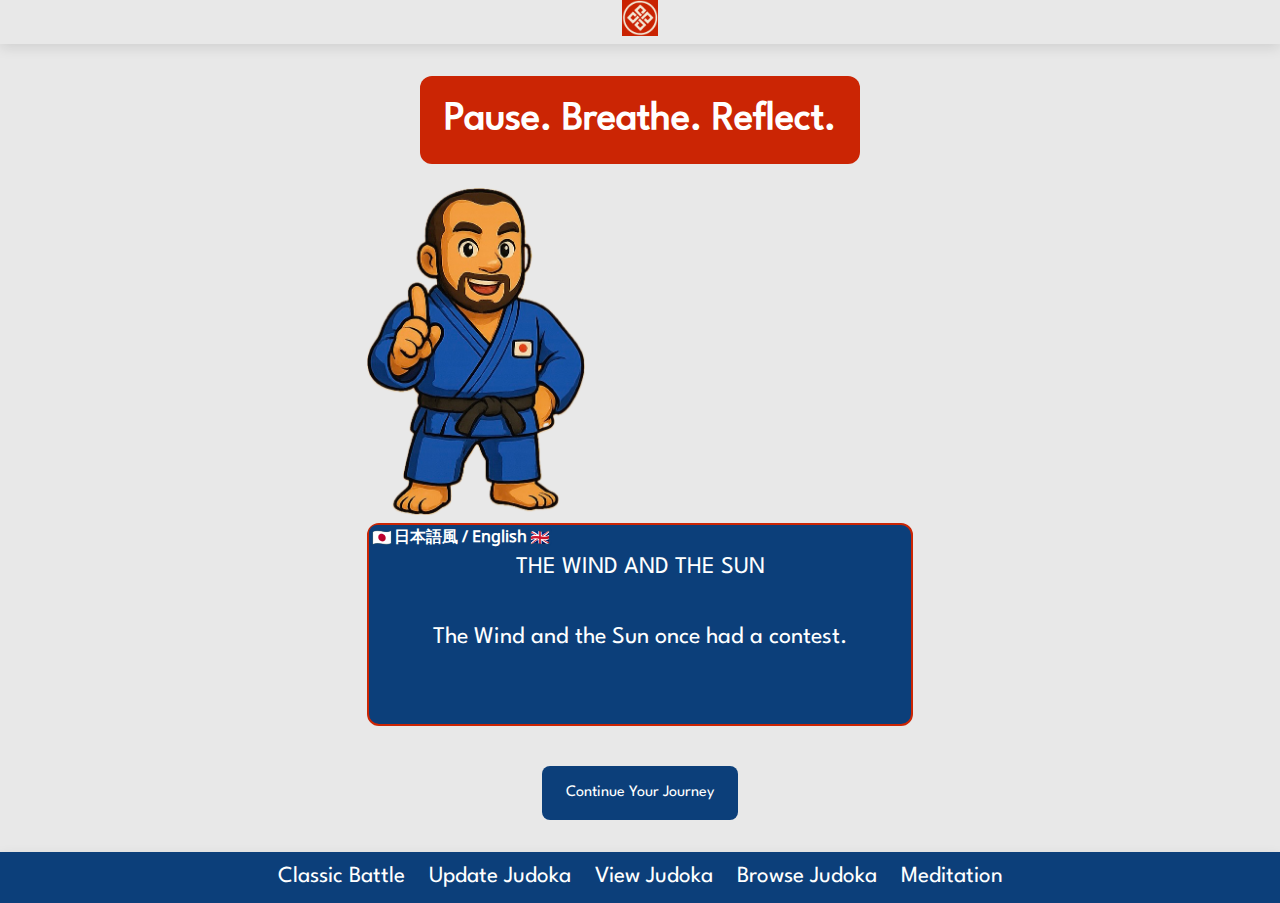 Pause. Breathe. Reflect.
日本語風 / English
THE WIND AND THE SUN
The Wind and the Sun once had a contest.
Continue Your Journey
Classic Battle Update Judoka View Judoka Browse Judoka Meditation